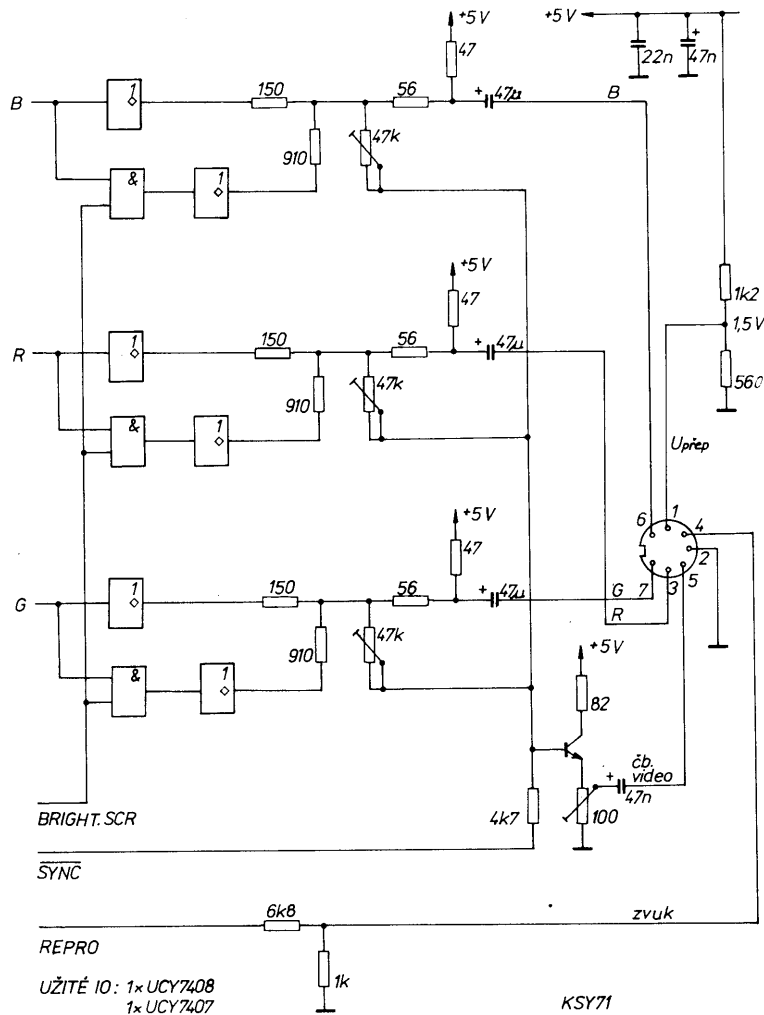 +5V
+5V
47
22n
+
47n
B
1
150
56
+
47µ
B
910
47k
&
1
+5V
47
1k2
1,5V
R
1
150
56
+
47µ
560
910
47k
&
1
Upřep
+5V
47
6
1
4
2
G
1
150
56
+
47µ
G
7
3
5
R
910
47k
&
1
+5V
82
čb.
video
+
47n
BRIGHT. SCR
4k7
100
SYNC
6k8
zvuk
REPRO
1k
UŽITÉ IO: 1x UCY7408
1x UCY7407
KSY71